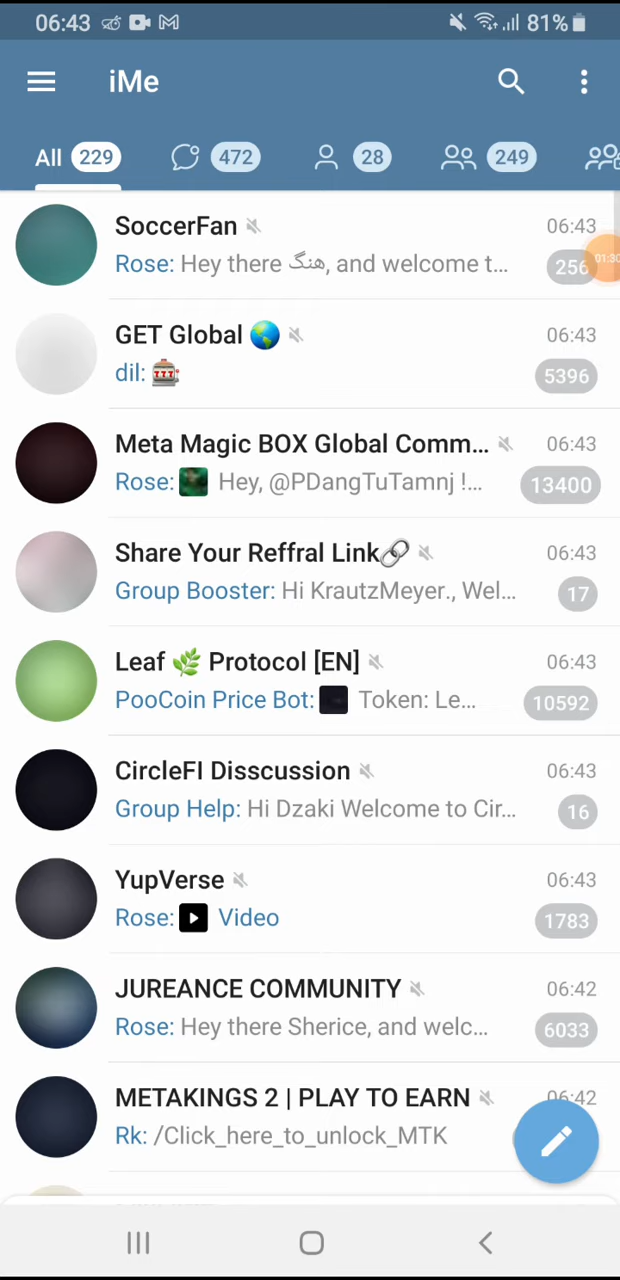 06:43 81%
iMe
All 229 472 28 249
SoccerFan 06:43
Rose: Hey there هنگ, and welcome t... 256 01:30
GET Global 06:43
dil: 5396
Meta Magic BOX Global Comm... 06:43
Rose: Hey, @PDangTuTamnj !... 13400
Share Your Reffral Link 06:43
Group Booster: Hi KrautzMeyer., Wel... 17
Leaf Protocol [EN] 06:43
PooCoin Price Bot: Token: Le... 10592
CircleFI Disscussion 06:43
Group Help: Hi Dzaki Welcome to Cir... 16
YupVerse 06:43
Rose: Video 1783
JUREANCE COMMUNITY 06:42
Rose: Hey there Sherice, and welc... 6033
METAKINGS 2 | PLAY TO EARN 06:42
Rk: /Click_here_to_unlock_MTK